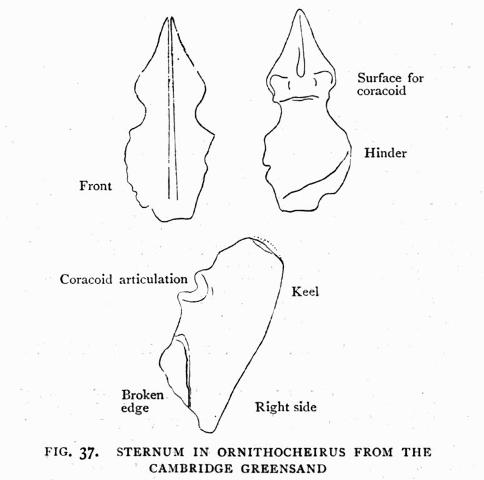 Surface for
coracoid
Hinder
Front
Coracoid articulation
Keel
Broken
edge
Right side
FIG. 37. STERNUM IN ORNITHOCHEIRUS FROM THE
CAMBRIDGE GREENSAND